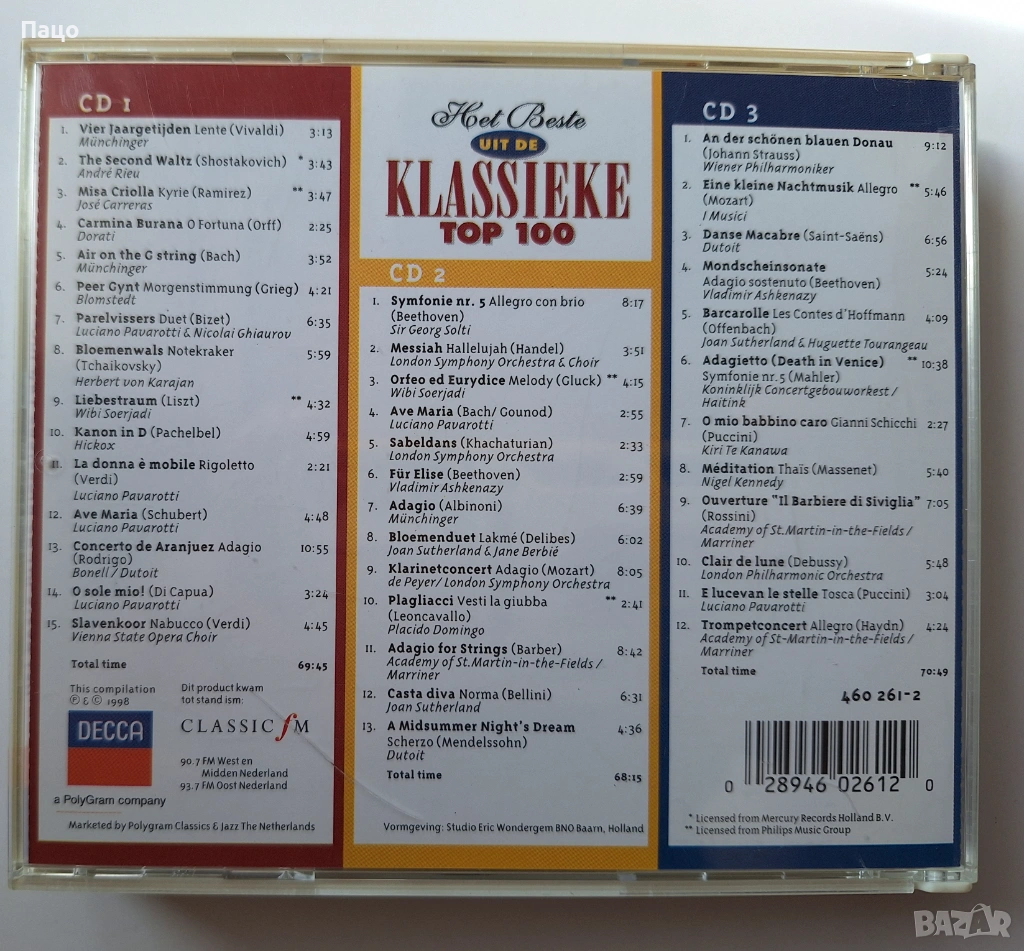 Пацо
CD 1
1. Vier Jaargetijden Lente (Vivaldi) 3:13
Münchinger
2. The Second Waltz (Shostakovich) * 3:43
André Rieu
3. Misa Criolla Kyrie (Ramirez) ** 3:47
José Carreras
4. Carmina Burana O Fortuna (Orff) 2:25
Dorati
5. Air on the G string (Bach) 3:52
Münchinger
6. Peer Gynt Morgenstimmung (Grieg) 4:21
Blomstedt
7. Parelvissers Duet (Bizet) 6:35
Luciano Pavarotti & Nicolai Ghiaurov
8. Bloemenwals Notekraker 5:59
(Tchaikovsky)
Herbert von Karajan
9. Liebestraum (Liszt) ** 4:32
Wibi Soerjadi
10. Kanon in D (Pachelbel) 4:59
Hickox
11. La donna è mobile Rigoletto 2:21
(Verdi)
Luciano Pavarotti
12. Ave Maria (Schubert) 4:48
Luciano Pavarotti
13. Concerto de Aranjuez Adagio 10:55
(Rodrigo)
Bonell / Dutoit
14. O sole mio! (Di Capua) 3:24
Luciano Pavarotti
15. Slavenkoor Nabucco (Verdi) 4:45
Vienna State Opera Choir
Total time 69:45
This compilation
℗ & © 1998
DECCA
a PolyGram company
Dit product kwam
tot stand ism:
CLASSIC fM
90.7 FM West en
Midden Nederland
93.7 FM Oost Nederland
Marketed by Polygram Classics & Jazz The Netherlands
Het Beste
UIT DE
KLASSIEKE
TOP 100
CD 2
1. Symfonie nr. 5 Allegro con brio 8:17
(Beethoven)
Sir Georg Solti
2. Messiah Hallelujah (Handel) 3:51
London Symphony Orchestra & Choir
3. Orfeo ed Eurydice Melody (Gluck) ** 4:15
Wibi Soerjadi
4. Ave Maria (Bach/ Gounod) 2:55
Luciano Pavarotti
5. Sabeldans (Khachaturian) 2:33
London Symphony Orchestra
6. Für Elise (Beethoven) 2:59
Vladimir Ashkenazy
7. Adagio (Albinoni) 6:39
Münchinger
8. Bloemenduet Lakmé (Delibes) 6:02
Joan Sutherland & Jane Berbié
9. Klarinetconcert Adagio (Mozart) 8:05
de Peyer/ London Symphony Orchestra
10. Plagliacci Vesti la giubba ** 2:41
(Leoncavallo)
Placido Domingo
11. Adagio for Strings (Barber) 8:42
Academy of St.Martin-in-the-Fields /
Marriner
12. Casta diva Norma (Bellini) 6:31
Joan Sutherland
13. A Midsummer Night's Dream 4:36
Scherzo (Mendelssohn)
Dutoit
Total time 68:15
Vormgeving: Studio Eric Wondergem BNO Baarn, Holland
CD 3
1. An der schönen blauen Donau 9:12
(Johann Strauss)
Wiener Philharmoniker
2. Eine kleine Nachtmusik Allegro ** 5:46
(Mozart)
I Musici
3. Danse Macabre (Saint-Saëns) 6:56
Dutoit
4. Mondscheinsonate 5:24
Adagio sostenuto (Beethoven)
Vladimir Ashkenazy
5. Barcarolle Les Contes d'Hoffmann 4:09
(Offenbach)
Joan Sutherland & Huguette Tourangeau
6. Adagietto (Death in Venice) ** 10:38
Symfonie nr. 5 (Mahler)
Koninklijk Concertgebouworkest /
Haitink
7. O mio babbino caro Gianni Schicchi 2:27
(Puccini)
Kiri Te Kanawa
8. Méditation Thaïs (Massenet) 5:40
Nigel Kennedy
9. Ouverture "Il Barbiere di Siviglia" 7:05
(Rossini)
Academy of St.Martin-in-the-Fields /
Marriner
10. Clair de lune (Debussy) 5:48
London Philharmonic Orchestra
11. E lucevan le stelle Tosca (Puccini) 3:04
Luciano Pavarotti
12. Trompetconcert Allegro (Haydn) 4:24
Academy of St-Martin-in-the-Fields /
Marriner
Total time 70:49
460 261-2
0 28946 02612 0
* Licensed from Mercury Records Holland B.V.
** Licensed from Philips Music Group
BAZAR